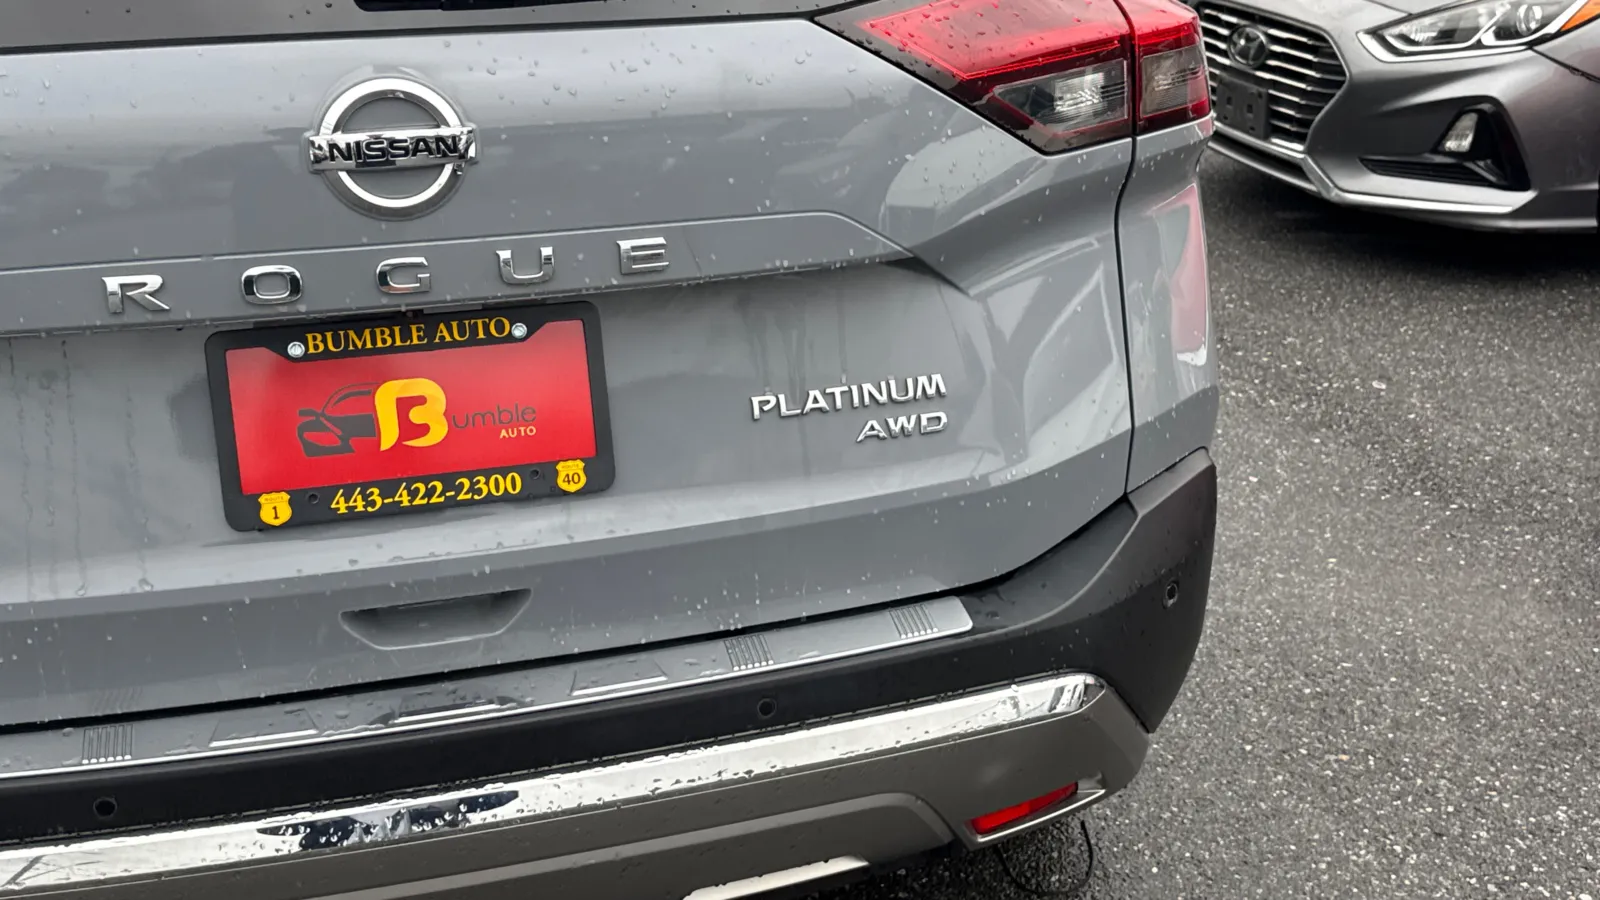 NISSAN
ROGUE
BUMBLE AUTO
Bumble
AUTO
443-422-2300
1
40
PLATINUM
AWD